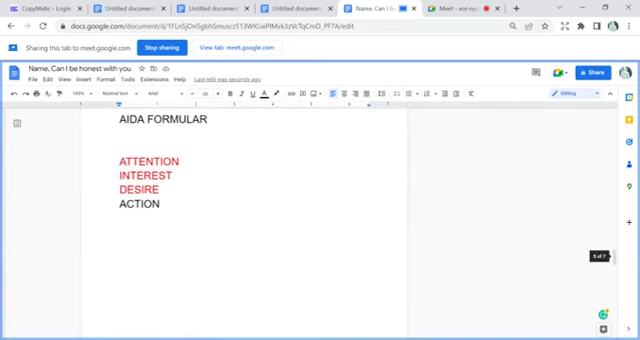 CopyMatic - Login
Untitled document
Untitled document
Untitled document
Name, Can I be
Meet – eoi-nyu
docs.google.com/document/d/1FLnSjOnSgbhSmuscz513WKLwPlMvk3zVcTqCmD_PF7A/edit
Sharing this tab to meet.google.com
Stop sharing
View tab: meet.google.com
Name, Can I be honest with you
File Edit View Insert Format Tools Extensions Help Last edit was seconds ago
Share
100% Normal text Arial
Editing
AIDA FORMULAR
ATTENTION
INTEREST
DESIRE
ACTION
5 of 7